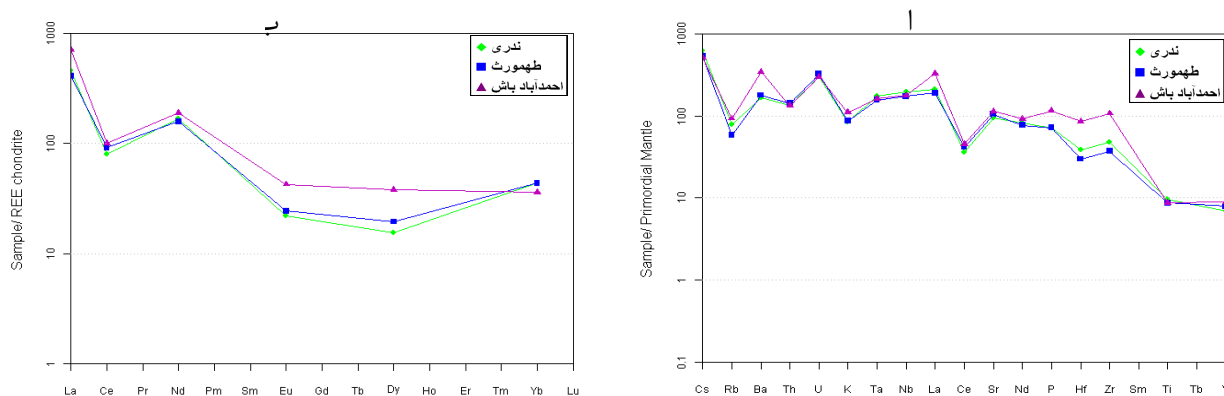 ب
1000
100
10
1
Sample/ REE chondrite
ندری
طهمورث
احمدآباد باش
La Ce Pr Nd Pm Sm Eu Gd Tb Dy Ho Er Tm Yb Lu
ا
1000
100
10
1
0.1
Sample/ Primordial Mantle
ندری
طهمورث
احمدآباد باش
Cs Rb Ba Th U K Ta Nb La Ce Sr Nd P Hf Zr Sm Ti Tb Y